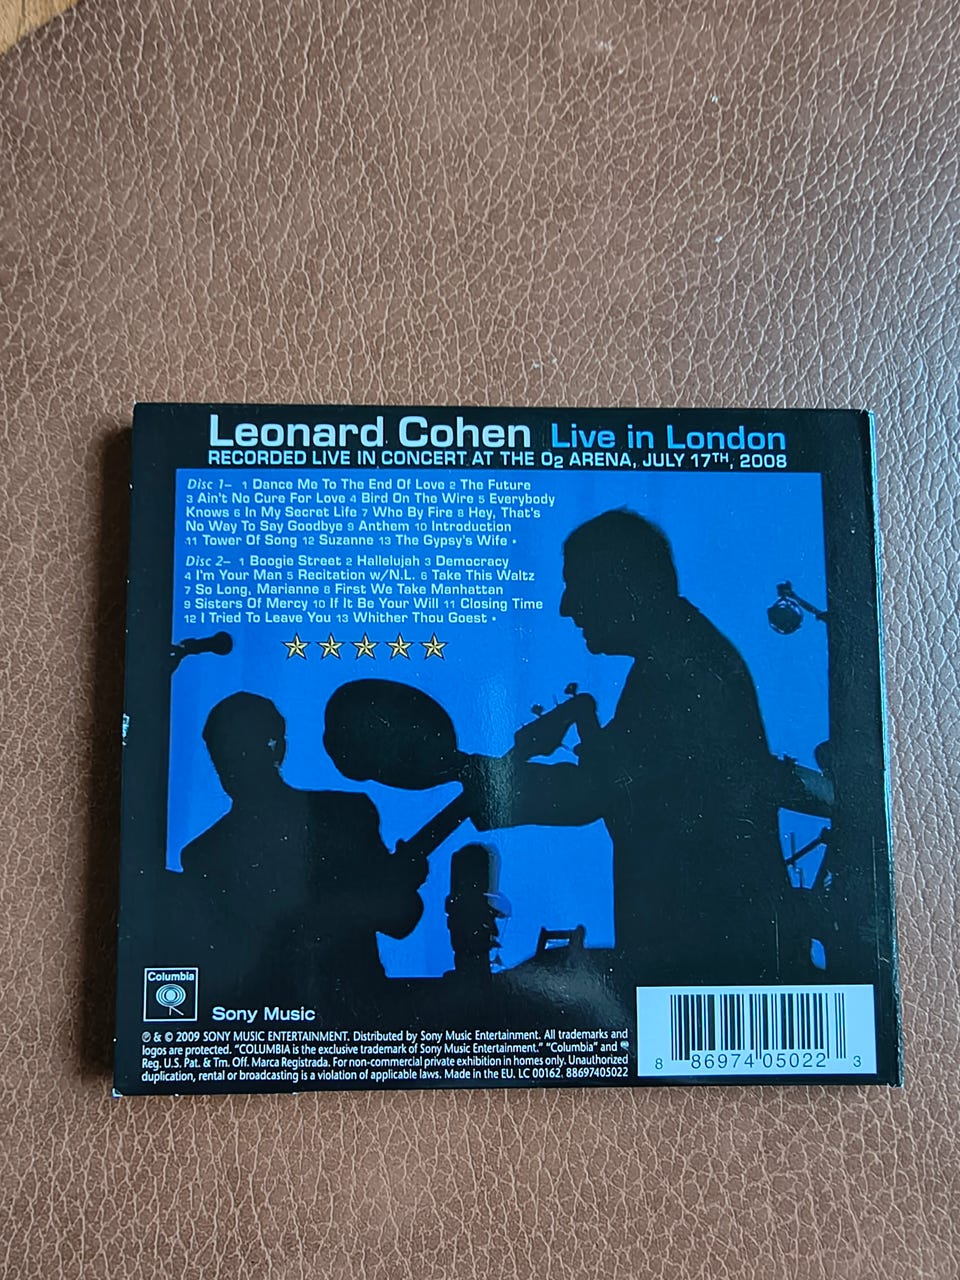 Leonard Cohen Live in London
RECORDED LIVE IN CONCERT AT THE O2 ARENA, JULY 17TH, 2008
Disc 1– 1 Dance Me To The End Of Love 2 The Future
3 Ain't No Cure For Love 4 Bird On The Wire 5 Everybody
Knows 6 In My Secret Life 7 Who By Fire 8 Hey, That's
No Way To Say Goodbye 9 Anthem 10 Introduction
11 Tower Of Song 12 Suzanne 13 The Gypsy's Wife •
Disc 2– 1 Boogie Street 2 Hallelujah 3 Democracy
4 I'm Your Man 5 Recitation w/N.L. 6 Take This Waltz
7 So Long, Marianne 8 First We Take Manhattan
9 Sisters Of Mercy 10 If It Be Your Will 11 Closing Time
12 I Tried To Leave You 13 Whither Thou Goest •
Columbia
Sony Music
℗ & © 2009 SONY MUSIC ENTERTAINMENT. Distributed by Sony Music Entertainment. All trademarks and
logos are protected. "COLUMBIA is the exclusive trademark of Sony Music Entertainment." "Columbia" and
Reg. U.S. Pat. & Tm. Off. Marca Registrada. For non-commercial private exhibition in homes only. Unauthorized
duplication, rental or broadcasting is a violation of applicable laws. Made in the EU. LC 00162. 88697405022
8 86974 05022 3